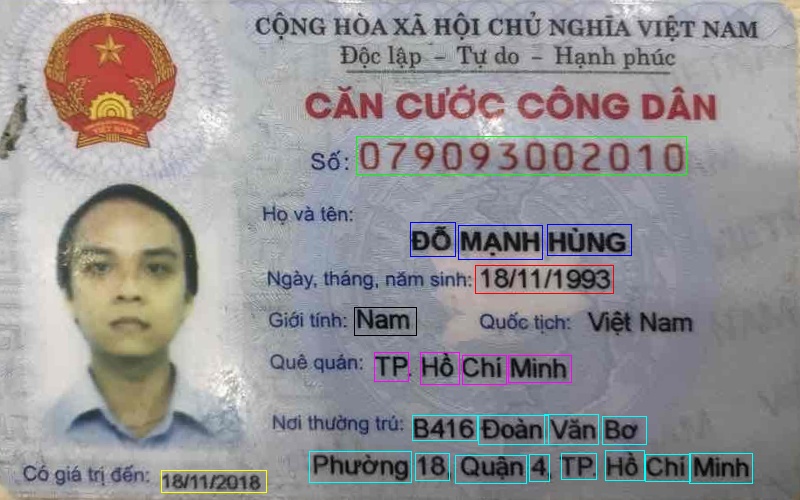 CỘNG HÒA XÃ HỘI CHỦ NGHĨA VIỆT NAM
Độc lập - Tự do - Hạnh phúc
CĂN CƯỚC CÔNG DÂN
Số: 079093002010
Họ và tên:
ĐỖ MẠNH HÙNG
Ngày, tháng, năm sinh: 18/11/1993
Giới tính: Nam Quốc tịch: Việt Nam
Quê quán: TP. Hồ Chí Minh
Nơi thường trú: B416 Đoàn Văn Bơ
Phường 18, Quận 4, TP. Hồ Chí Minh
Có giá trị đến: 18/11/2018
VIỆT NAM